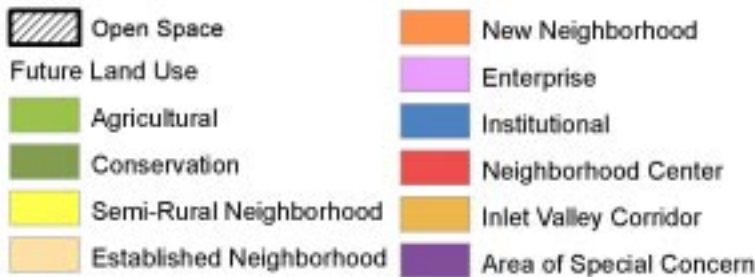 Open Space
Future Land Use
Agricultural
Conservation
Semi-Rural Neighborhood
Established Neighborhood
New Neighborhood
Enterprise
Institutional
Neighborhood Center
Inlet Valley Corridor
Area of Special Concern